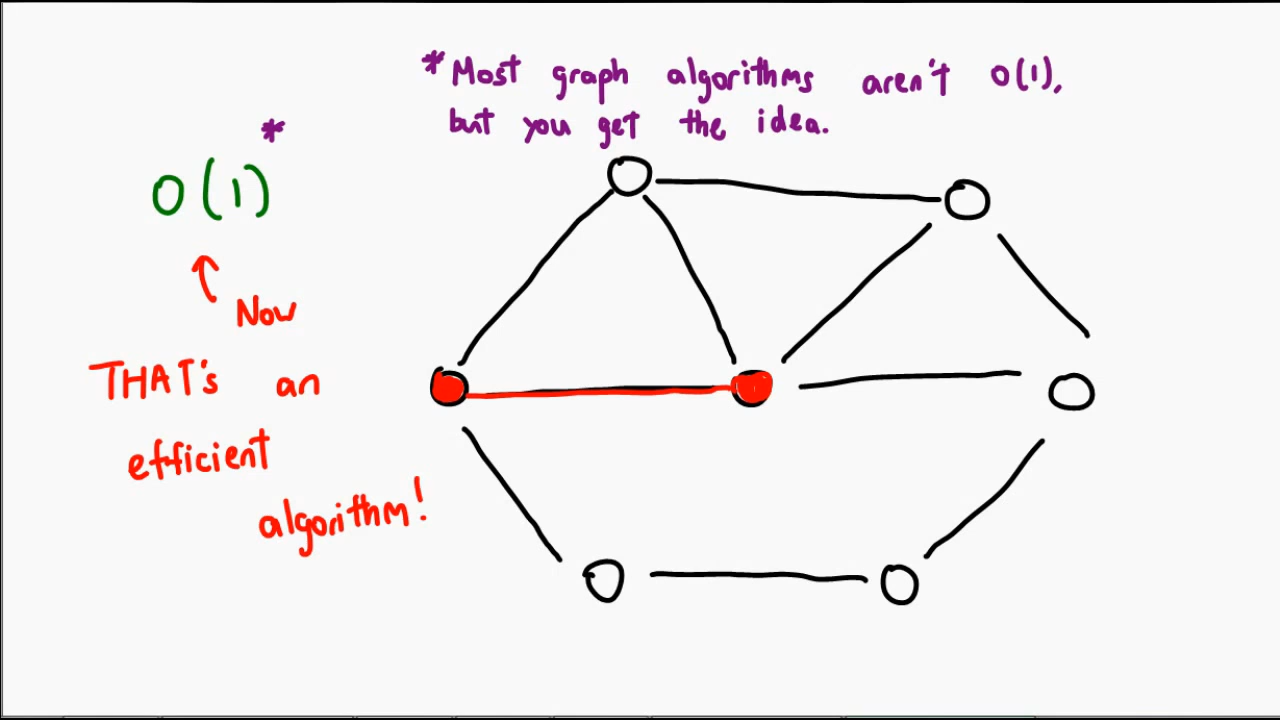 *Most graph algorithms aren't O(1),
but you get the idea.
O(1)*
Now
THAT's an
efficient
algorithm!